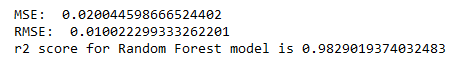 MSE:  0.020044598666524402
RMSE:  0.010022299333262201
r2 score for Random Forest model is 0.9829019374032483